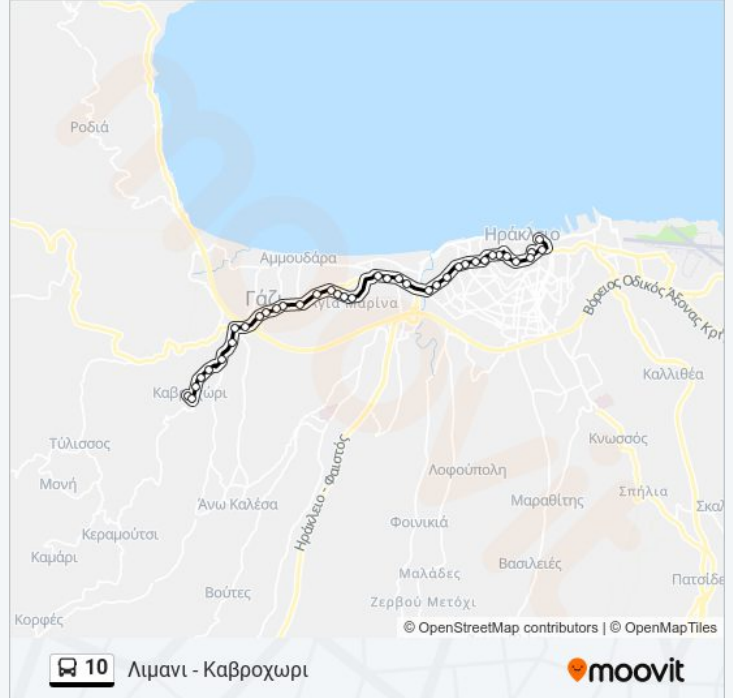 Ροδιά
Ηράκλειο
Αμμουδάρα
Γάζι
Αγία Μαρίνα
Βόρειος Οδικός Άξονας Κρή
Καλλιθέα
Καβροχώρι
Τύλισσος
Κνωσσός
Λοφούπολη
Μονή
Σπήλια
Άνω Καλέσα
Ηράκλειο - Φαιστός
Μαραθίτης
Σκα
Φοινικιά
Κεραμούτσι
Καμάρι
Βασιλειές
Μαλάδες
Πατσίδε
Βούτες
Ζερβού Μετόχι
Κορφές
© OpenStreetMap contributors | © OpenMapTiles
10 Λιμανι - Καβροχωρι
moovit